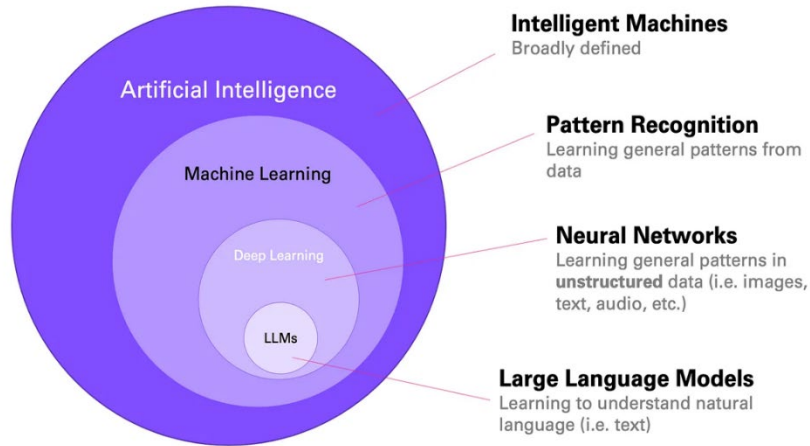 Intelligent Machines
Broadly defined
Artificial Intelligence
Pattern Recognition
Learning general patterns from
data
Machine Learning
Neural Networks
Learning general patterns in
unstructured data (i.e. images,
text, audio, etc.)
Deep Learning
LLMs
Large Language Models
Learning to understand natural
language (i.e. text)